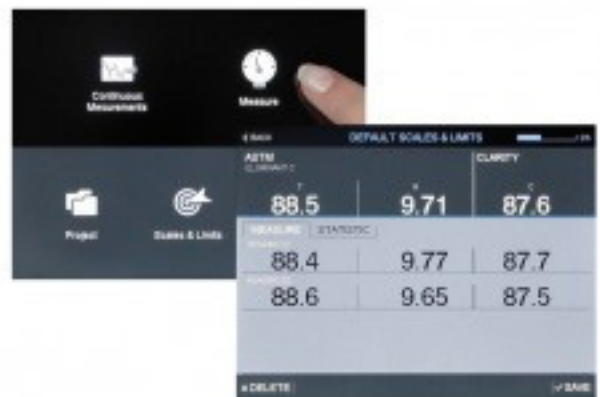 Continuous
Measurements
Measure
Project
Scales & Limits
BACK
DEFAULT SCALES & LIMITS
ASTM
CLARITY
T
H
C
88.5 9.71 87.6
MEASURE STATISTIC
88.4 9.77 87.7
88.6 9.65 87.5
DELETE
SAVE